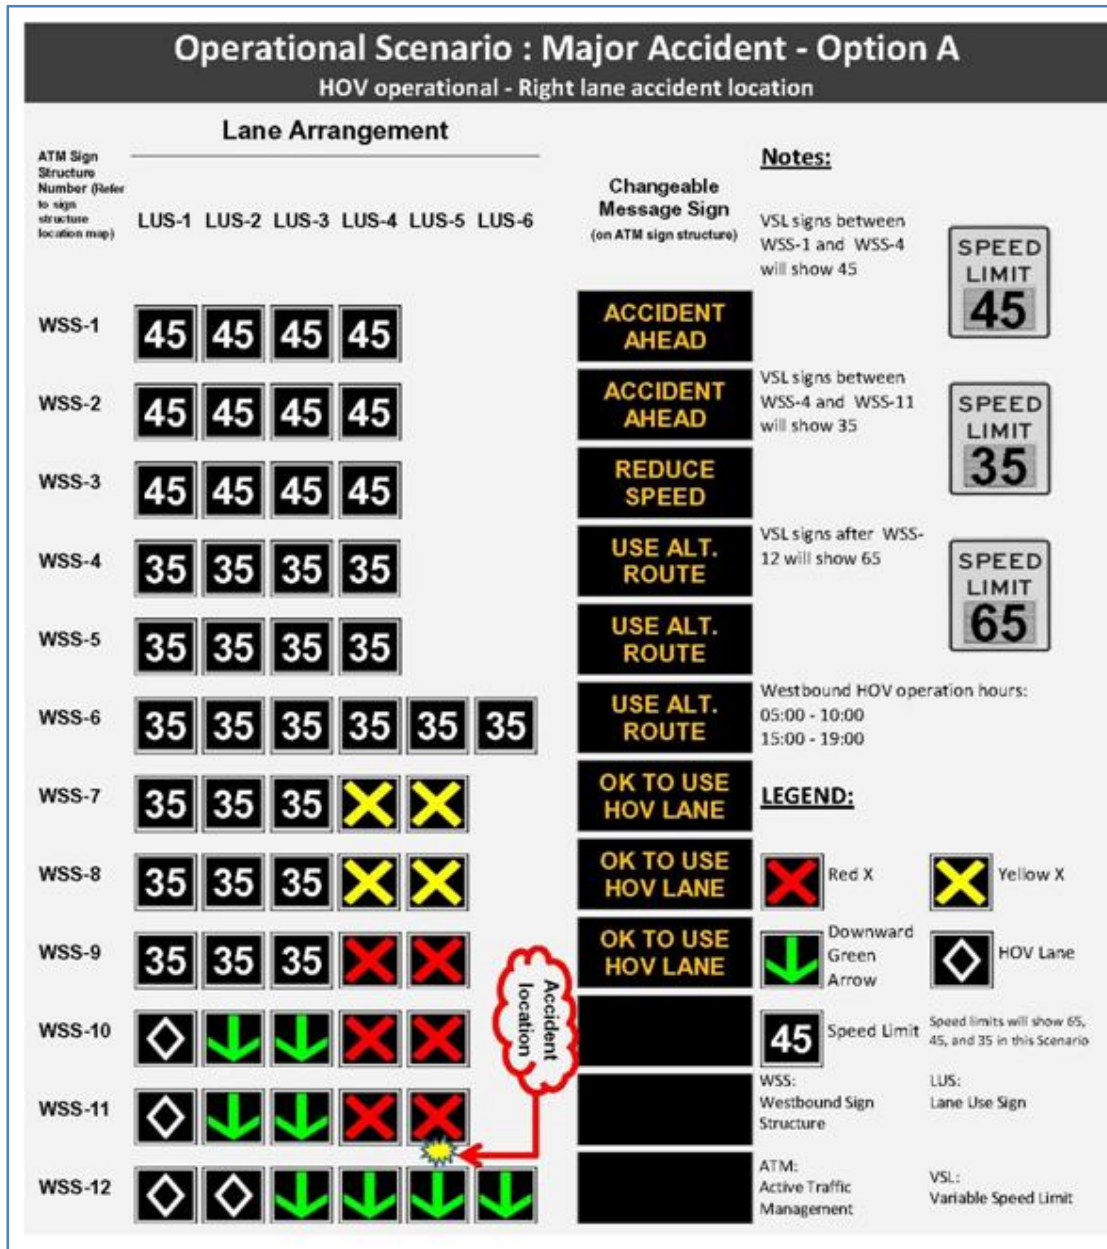 Operational Scenario : Major Accident - Option A
HOV operational - Right lane accident location
Lane Arrangement
ATM Sign
Structure
Number (Refer
to sign
structure
location map)
LUS-1 LUS-2 LUS-3 LUS-4 LUS-5 LUS-6
Changeable
Message Sign
(on ATM sign structure)
WSS-1
45 45 45 45
ACCIDENT
AHEAD
WSS-2
45 45 45 45
ACCIDENT
AHEAD
WSS-3
45 45 45 45
REDUCE
SPEED
WSS-4
35 35 35 35
USE ALT.
ROUTE
WSS-5
35 35 35 35
USE ALT.
ROUTE
WSS-6
35 35 35 35 35 35
USE ALT.
ROUTE
WSS-7
35 35 35
OK TO USE
HOV LANE
WSS-8
35 35 35
OK TO USE
HOV LANE
WSS-9
35 35 35
OK TO USE
HOV LANE
WSS-10
WSS-11
WSS-12
Accident
location
Notes:
VSL signs between
WSS-1 and WSS-4
will show 45
SPEED
LIMIT
45
VSL signs between
WSS-4 and WSS-11
will show 35
SPEED
LIMIT
35
VSL signs after WSS-
12 will show 65
SPEED
LIMIT
65
Westbound HOV operation hours:
05:00 - 10:00
15:00 - 19:00
LEGEND:
Red X
Yellow X
Downward
Green
Arrow
HOV Lane
45
Speed Limit
Speed limits will show 65,
45, and 35 in this Scenario
WSS:
Westbound Sign
Structure
LUS:
Lane Use Sign
ATM:
Active Traffic
Management
VSL:
Variable Speed Limit